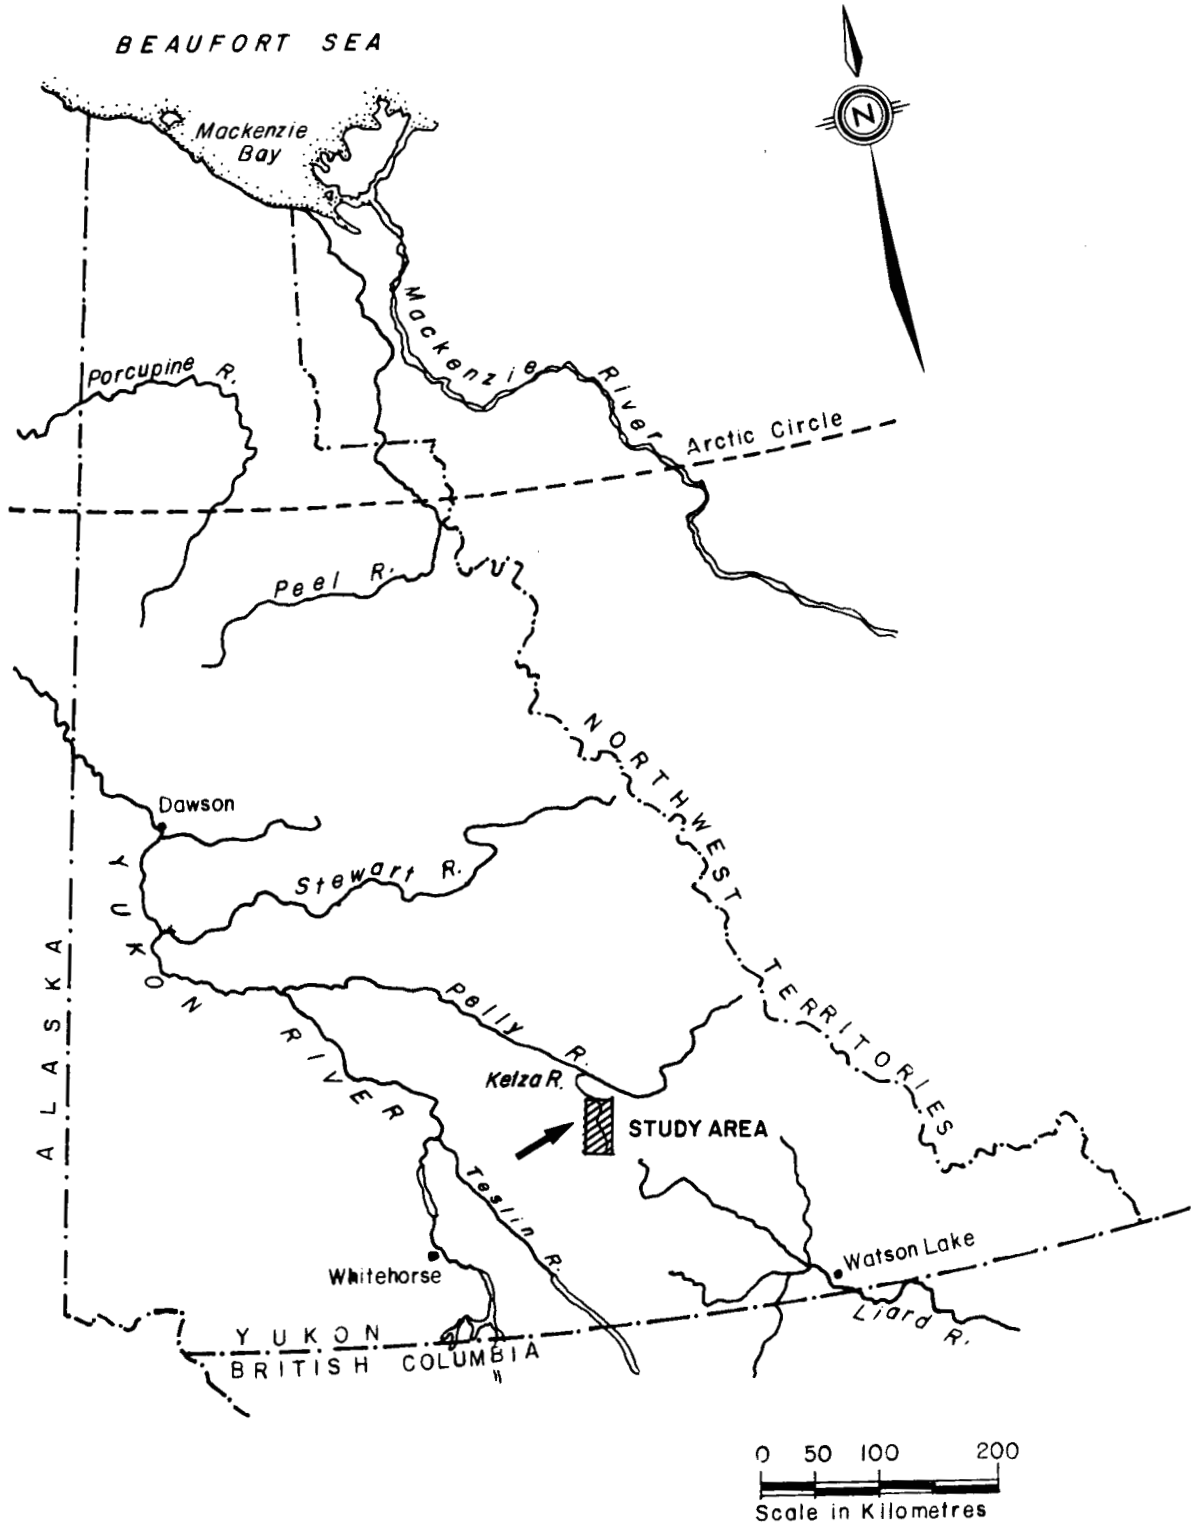 BEAUFORT SEA
Mackenzie
Bay
N
Mackenzie River
Porcupine R.
Arctic Circle
Peel R.
NORTHWEST TERRITORIES
Dawson
Stewart R.
YUKON RIVER
ALASKA
Pelly R.
Ketza R.
STUDY AREA
Teslin R.
Watson Lake
Whitehorse
Liard R.
YUKON
BRITISH COLUMBIA
0 50 100 200
Scale in Kilometres